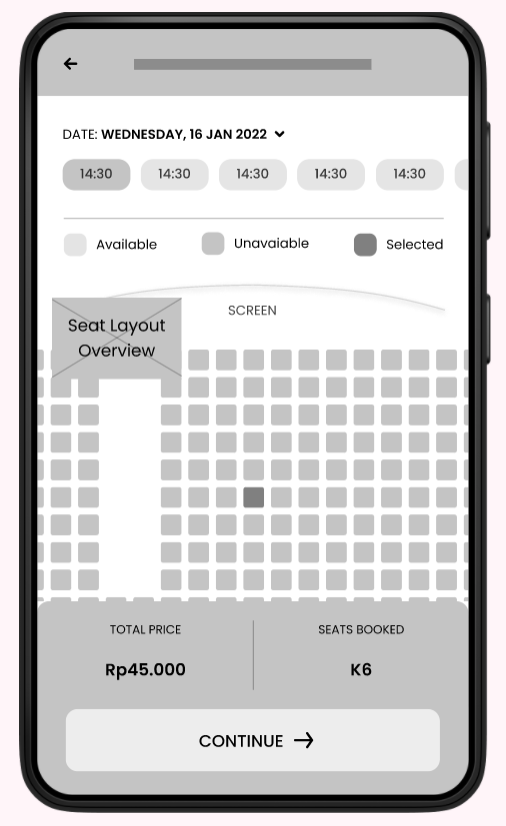 DATE: WEDNESDAY, 16 JAN 2022
14:30 14:30 14:30 14:30 14:30
Available Unavaiable Selected
SCREEN
Seat Layout
Overview
TOTAL PRICE SEATS BOOKED
Rp45.000 K6
CONTINUE